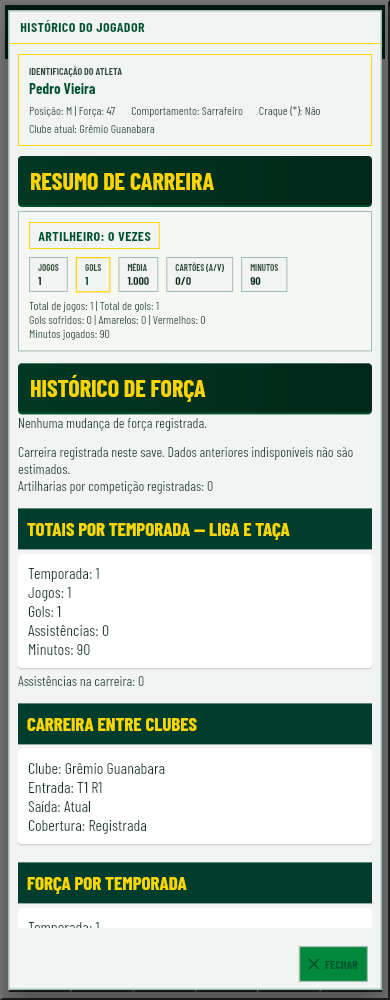 HISTÓRICO DO JOGADOR
IDENTIFICAÇÃO DO ATLETA
Pedro Vieira
Posição: M | Força: 47 Comportamento: Sarrafeiro Craque (*): Não
Clube atual: Grêmio Guanabara
RESUMO DE CARREIRA
ARTILHEIRO: 0 VEZES
JOGOS GOLS MÉDIA CARTÕES (A/V) MINUTOS
1 1 1.000 0/0 90
Total de jogos: 1 | Total de gols: 1
Gols sofridos: 0 | Amarelos: 0 | Vermelhos: 0
Minutos jogados: 90
HISTÓRICO DE FORÇA
Nenhuma mudança de força registrada.
Carreira registrada neste save. Dados anteriores indisponíveis não são
estimados.
Artilharias por competição registradas: 0
TOTAIS POR TEMPORADA — LIGA E TAÇA
Temporada: 1
Jogos: 1
Gols: 1
Assistências: 0
Minutos: 90
Assistências na carreira: 0
CARREIRA ENTRE CLUBES
Clube: Grêmio Guanabara
Entrada: T1 R1
Saída: Atual
Cobertura: Registrada
FORÇA POR TEMPORADA
Temporada: 1
FECHAR